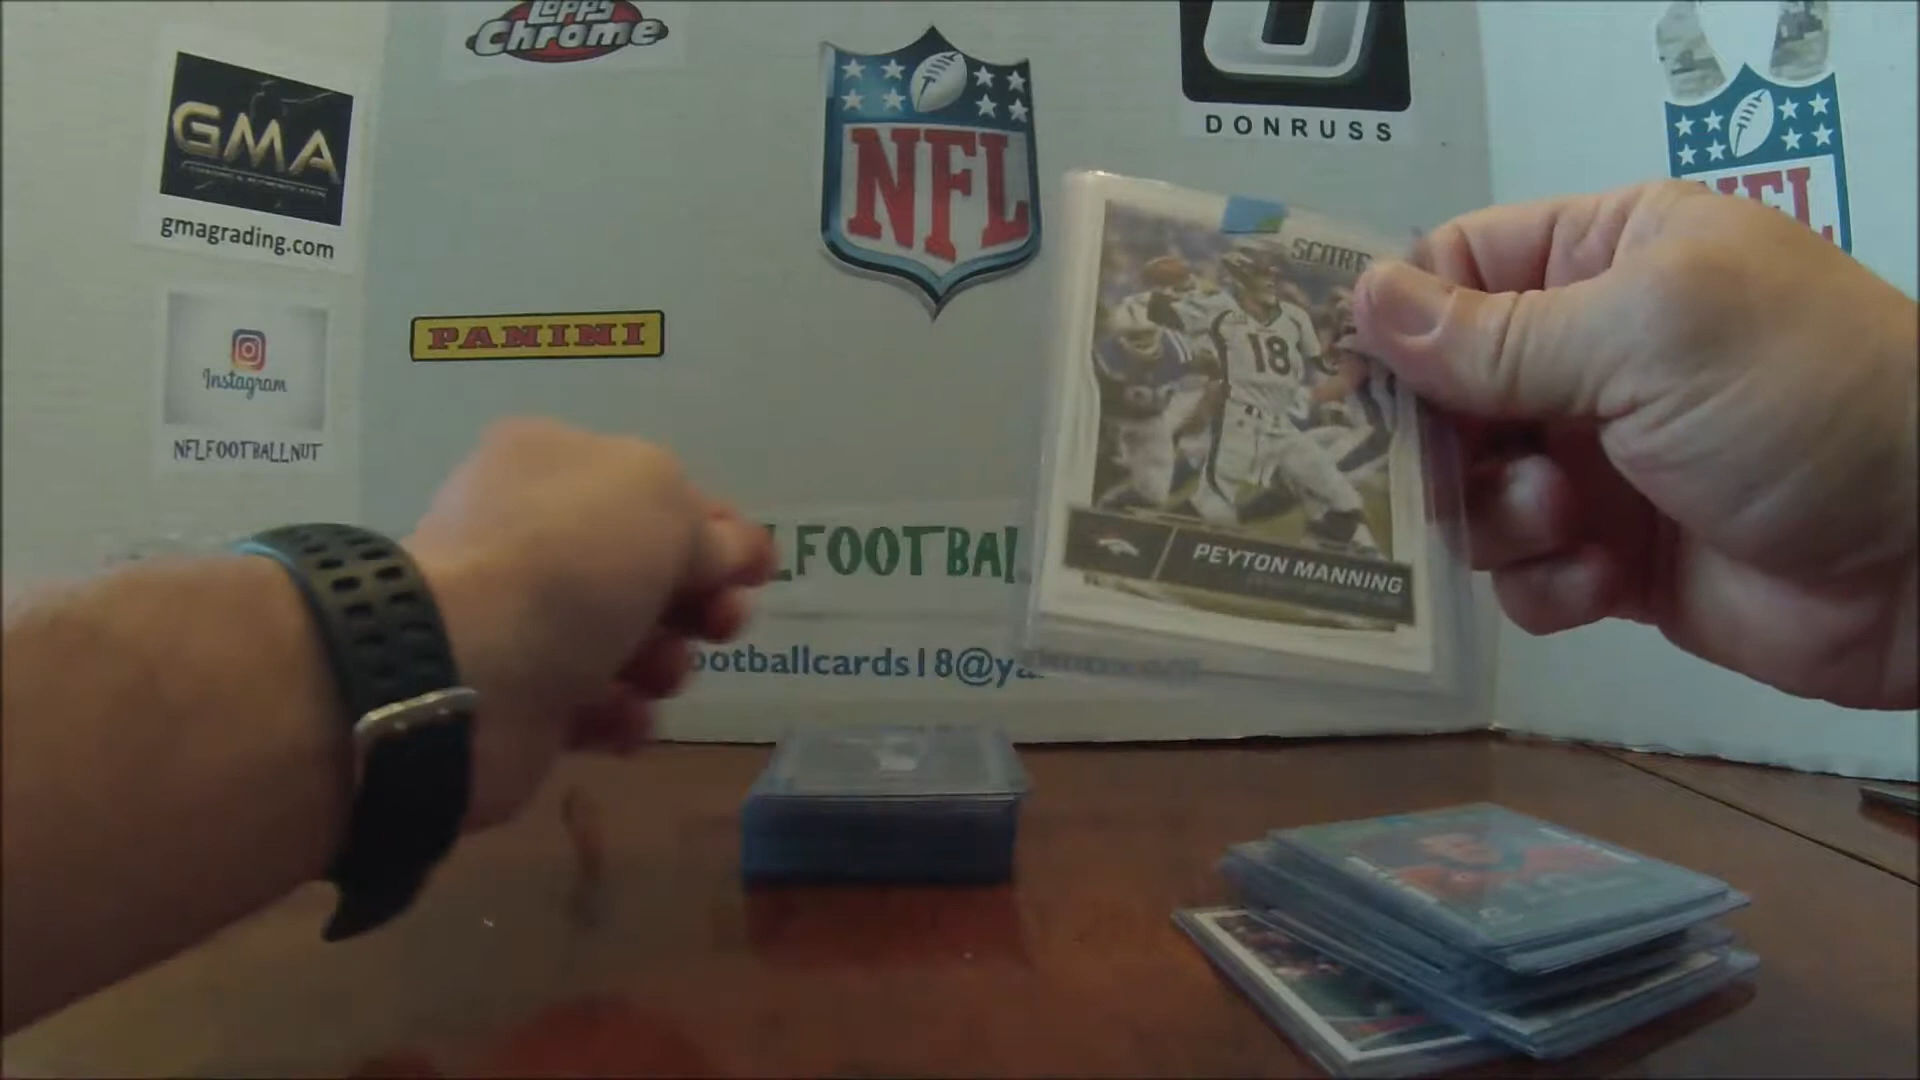 Topps
Chrome
GMA
gmagrading.com
NFL
DONRUSS
NFL
PANINI
Instagram
NFLFOOTBALLNUT
SCORE
18
PEYTON MANNING
LFOOTBAL
ootballcards18@ya